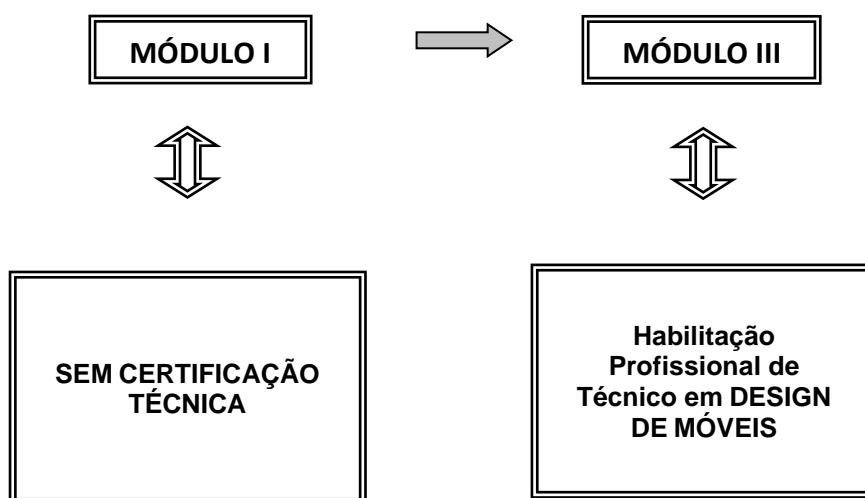 MÓDULO I
MÓDULO III
SEM CERTIFICAÇÃO
TÉCNICA
Habilitação
Profissional de
Técnico em DESIGN
DE MÓVEIS